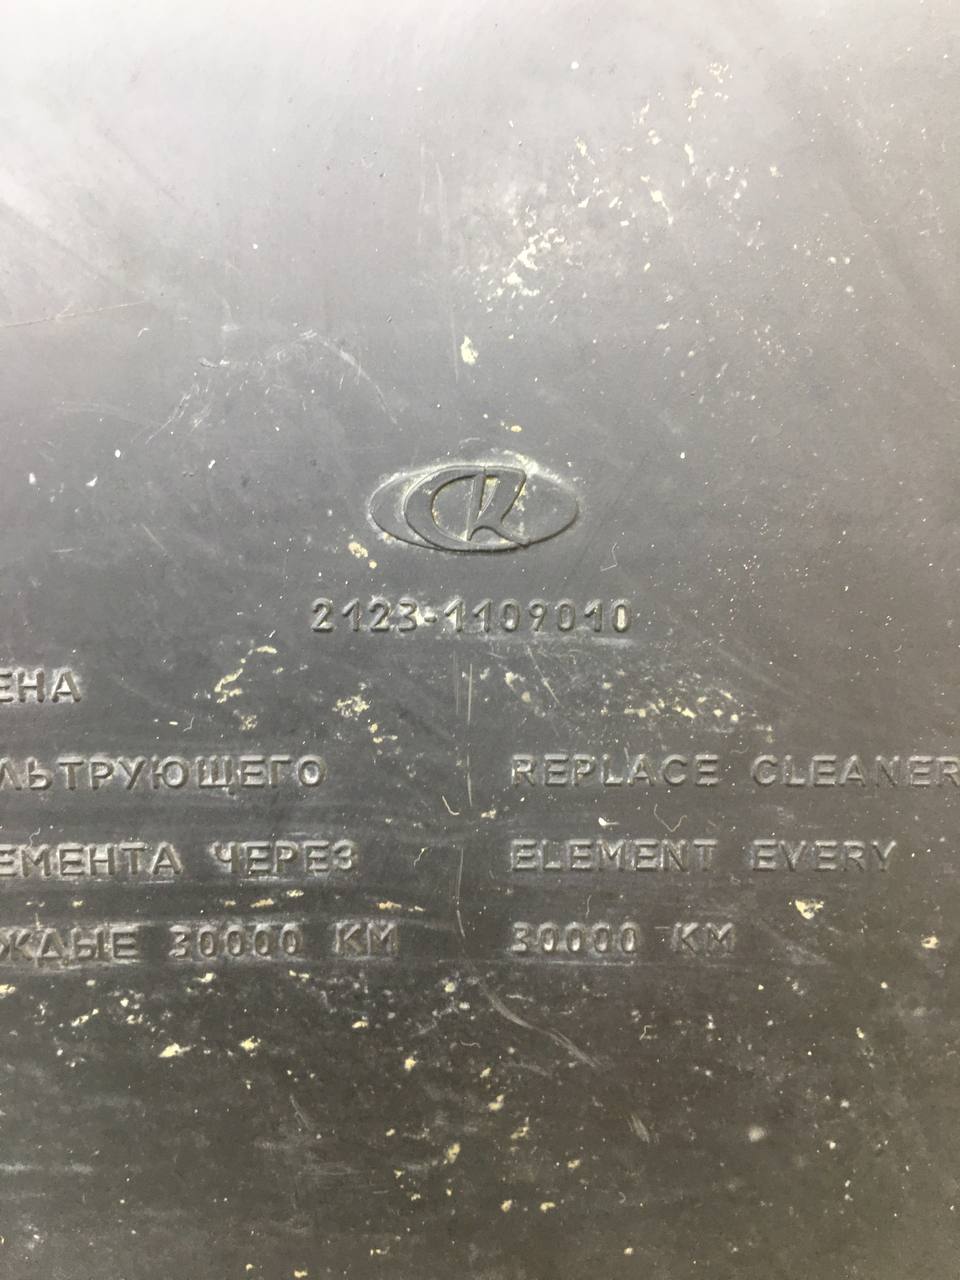 2123-1109010
ЕНА
ЛЬТРУЮЩЕГО
ЕМЕНТА ЧЕРЕЗ
ЖДЫЕ 30000 КМ
REPLACE CLEANER
ELEMENT EVERY
30000 KM